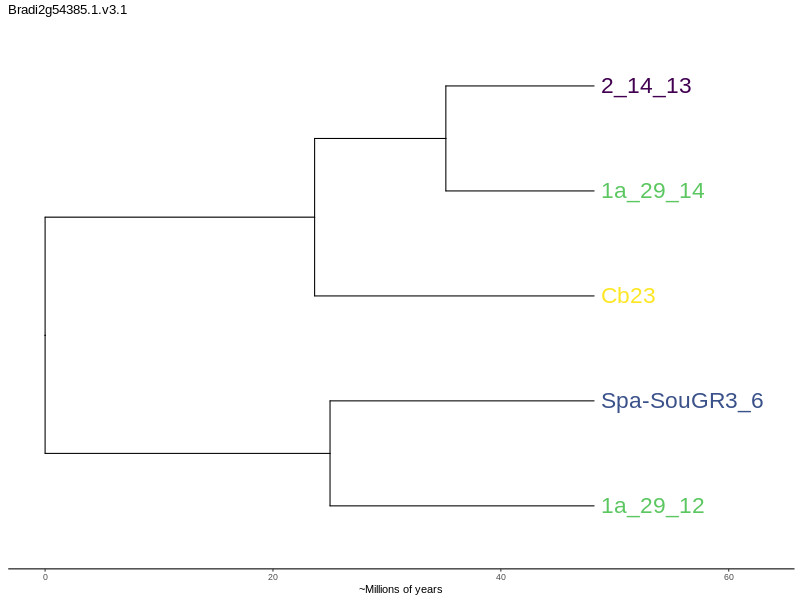 Bradi2g54385.1.v3.1
2_14_13
1a_29_14
Cb23
Spa-SouGR3_6
1a_29_12
0 20 40 60
~Millions of years